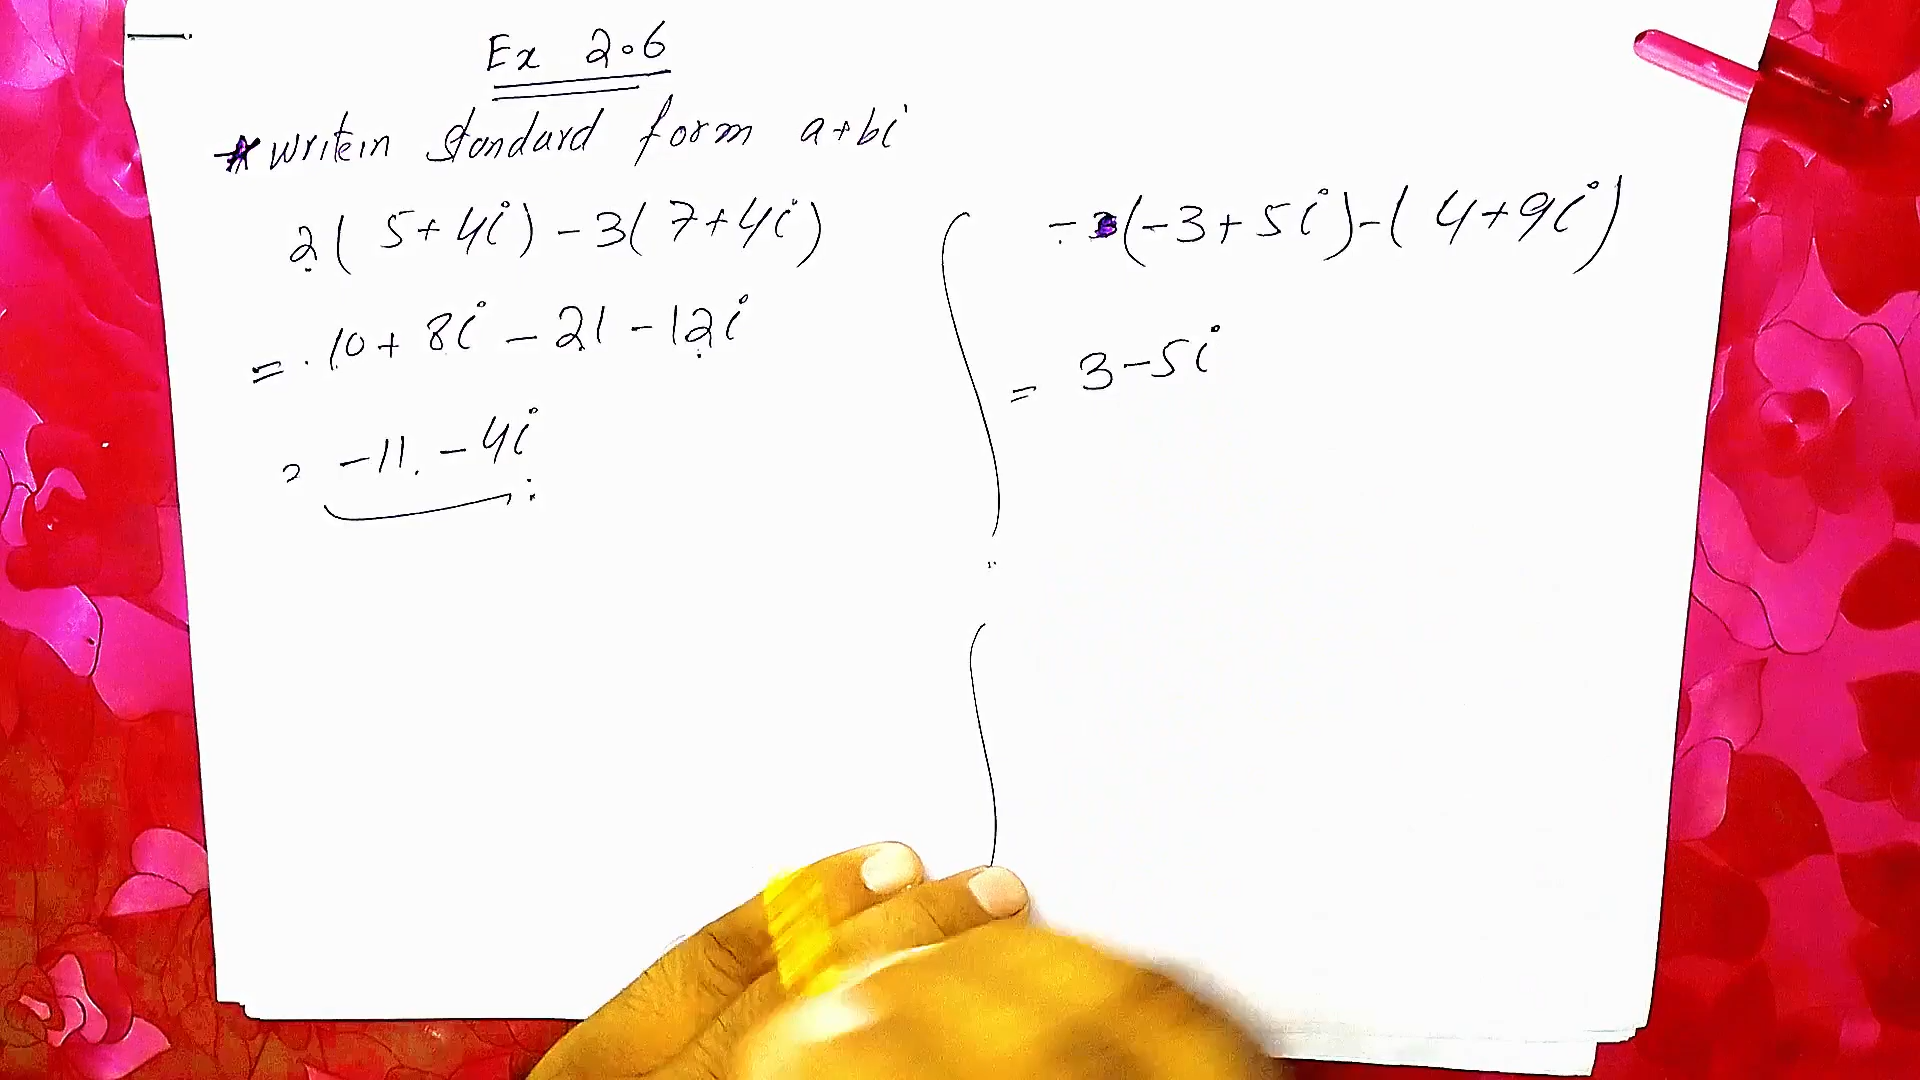 Ex 2.6
* write in standard form a+bi
2(5+4i)-3(7+4i)
= 10+8i-21-12i
= -11-4i
-(-3+5i)-(4+9i)
= 3-5i